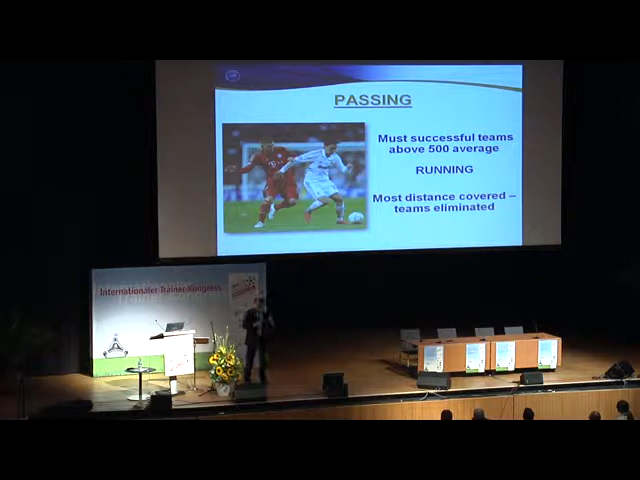 PASSING
Must successful teams
above 500 average
RUNNING
Most distance covered –
teams eliminated
Internationaler Trainer-Kongress